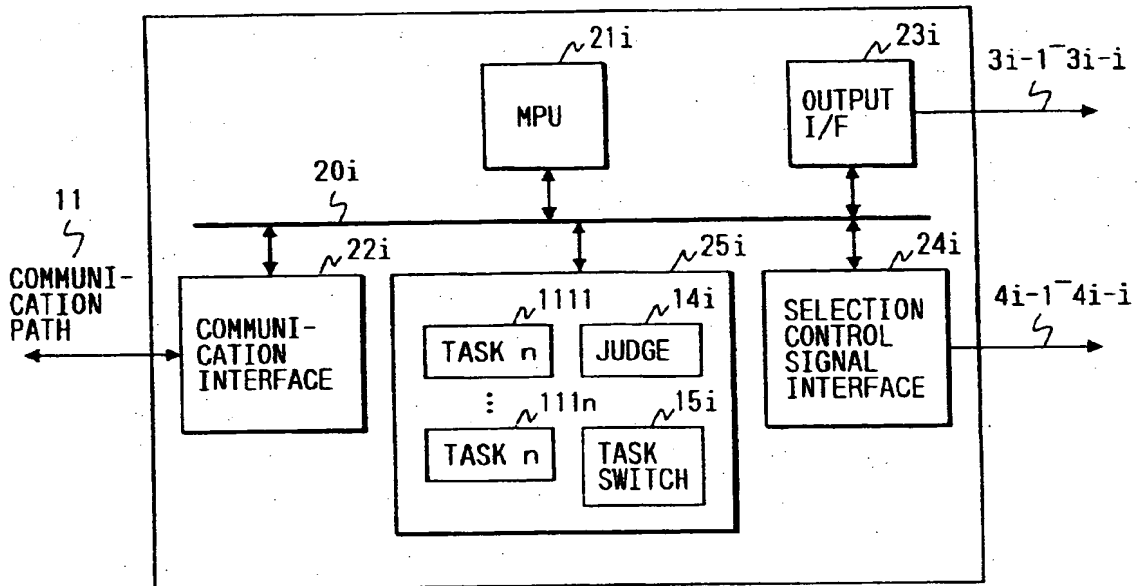 21i
23i
3i-1‾3i-i
MPU
OUTPUT
I/F
20i
11
22i
25i
24i
COMMUNI-
CATION
PATH
COMMUNI-
CATION
INTERFACE
1111
14i
TASK n
JUDGE
⋮
111n
15i
TASK n
TASK
SWITCH
SELECTION
CONTROL
SIGNAL
INTERFACE
4i-1‾4i-i